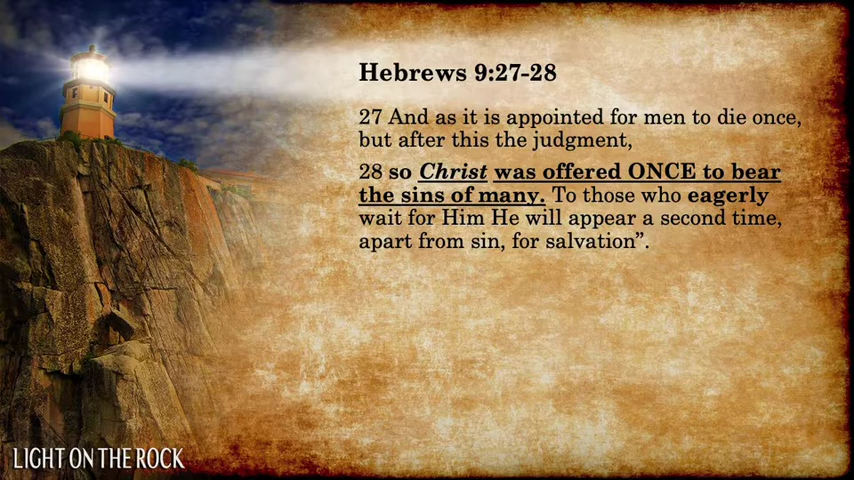 Hebrews 9:27-28
27 And as it is appointed for men to die once,
but after this the judgment,
28 so Christ was offered ONCE to bear
the sins of many. To those who eagerly
wait for Him He will appear a second time,
apart from sin, for salvation”.
LIGHT ON THE ROCK